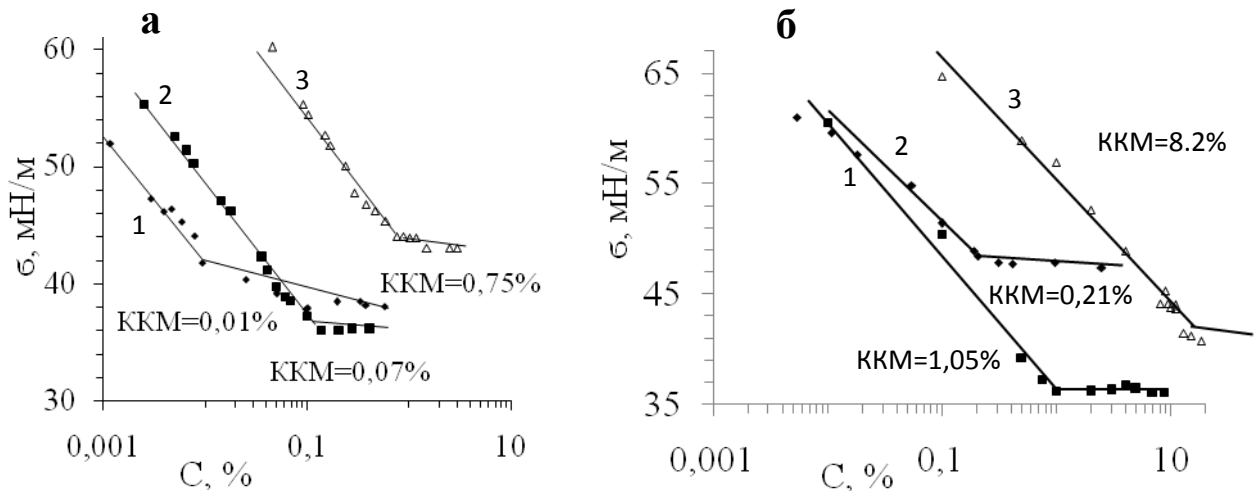 а
60
50
40
30
σ, мН/м
1
2
3
ККМ=0,01%
ККМ=0,07%
ККМ=0,75%
0,001
0,1
10
С, %
б
65
55
45
35
σ, мН/м
1
2
3
ККМ=8.2%
ККМ=0,21%
ККМ=1,05%
0,001
0,1
10
С, %